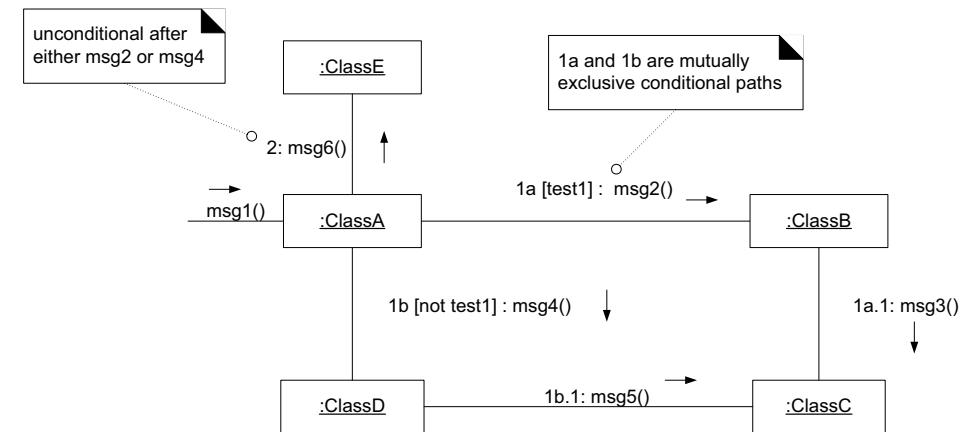 unconditional after
either msg2 or msg4
:ClassE
1a and 1b are mutually
exclusive conditional paths
2: msg6()
1a [test1] : msg2()
msg1()
:ClassA
:ClassB
1b [not test1] : msg4()
1a.1: msg3()
:ClassD
1b.1: msg5()
:ClassC